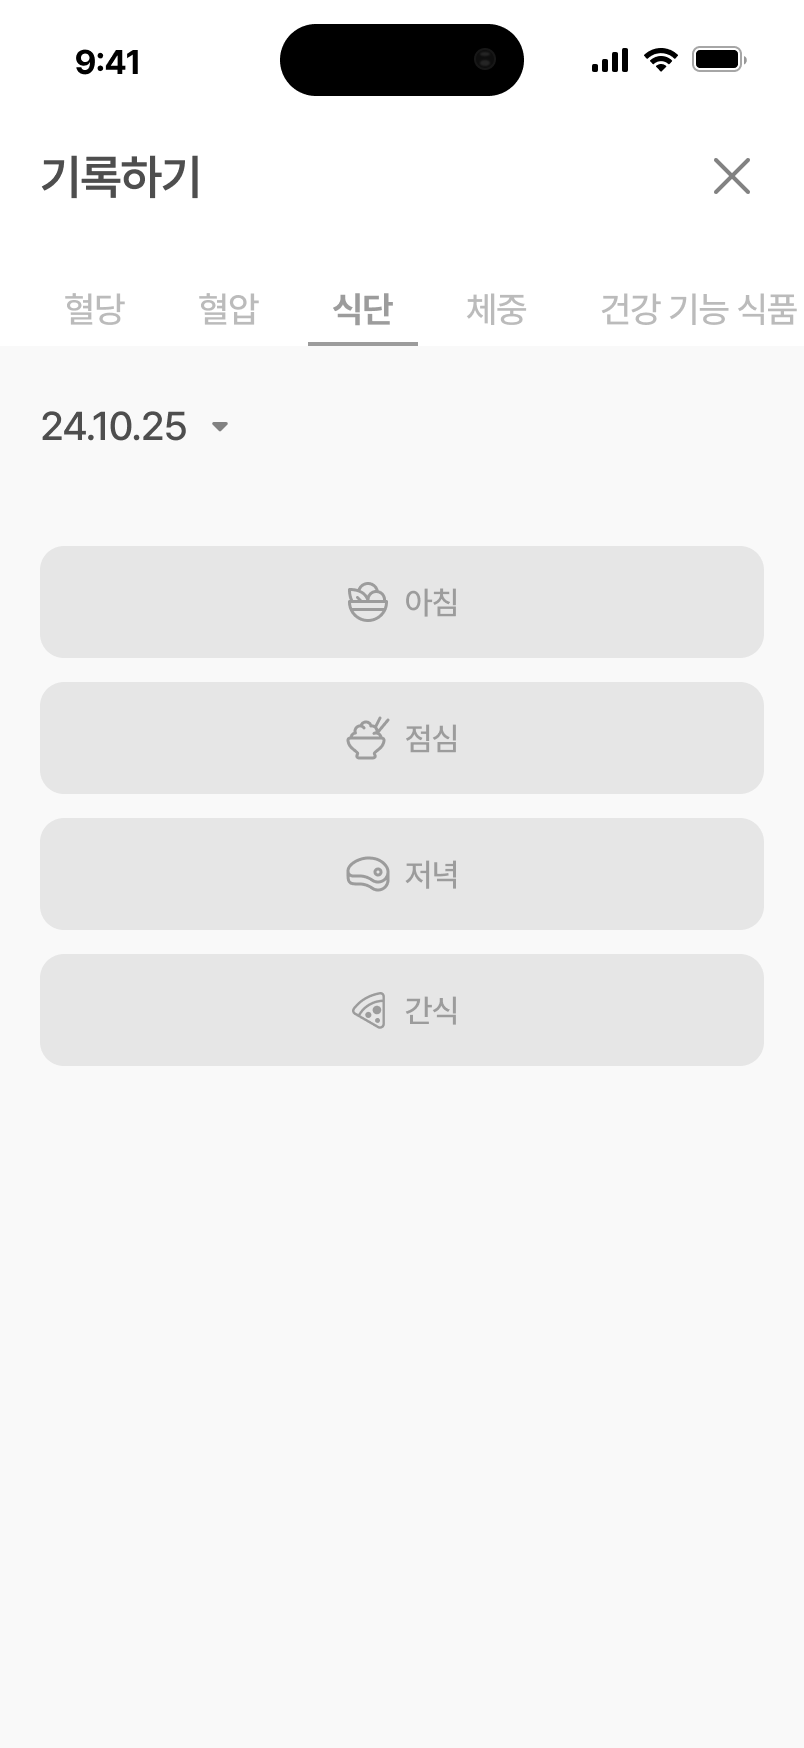 9:41
기록하기
혈당 혈압 식단 체중 건강 기능 식품
24.10.25
아침
점심
저녁
간식